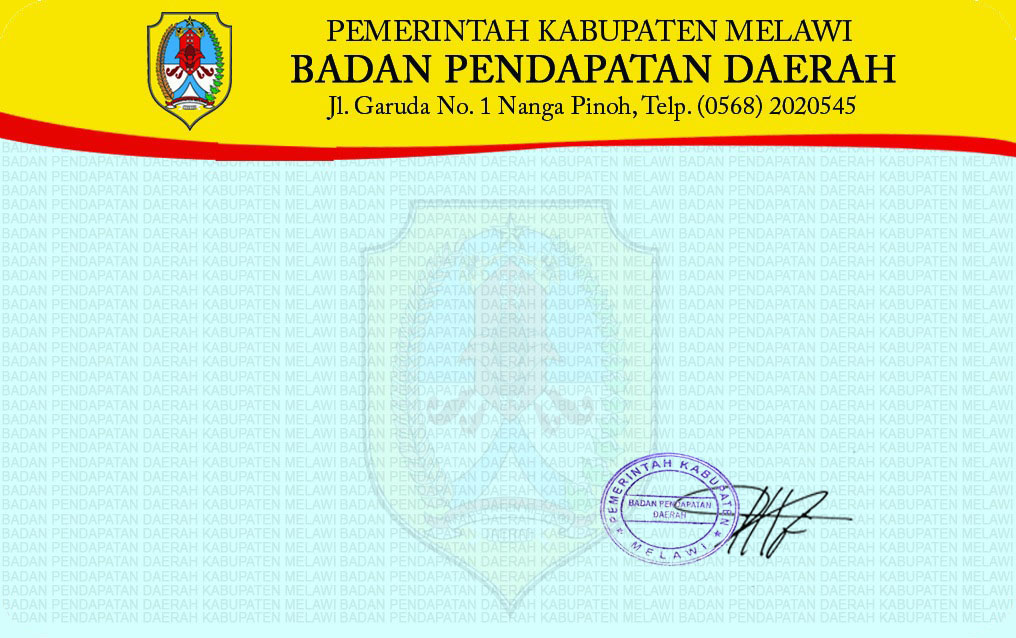 PEMERINTAH KABUPATEN MELAWI
BADAN PENDAPATAN DAERAH
Jl. Garuda No. 1 Nanga Pinoh, Telp. (0568) 2020545
BADAN PENDAPATAN DAERAH KABUPATEN MELAWI
PEMERINTAH KABUPATEN
BADAN PENDAPATAN
DAERAH
MELAWI